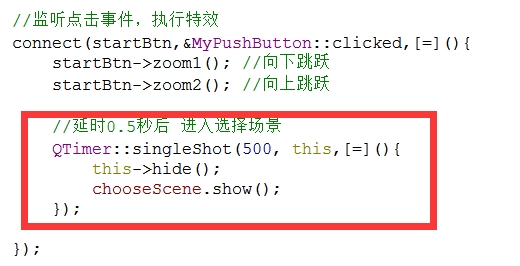 //监听点击事件，执行特效
connect(startBtn,&MyPushButton::clicked,[=](){
    startBtn->zoom1(); //向下跳跃
    startBtn->zoom2(); //向上跳跃
    //延时0.5秒后 进入选择场景
    QTimer::singleShot(500, this,[=](){
        this->hide();
        chooseScene.show();
    });
});